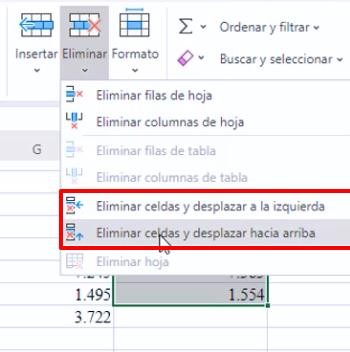 Insertar Eliminar Formato
Ordenar y filtrar
Buscar y seleccionar
Eliminar filas de hoja
Eliminar columnas de hoja
Eliminar filas de tabla
Eliminar columnas de tabla
Eliminar celdas y desplazar a la izquierda
Eliminar celdas y desplazar hacia arriba
Eliminar hoja
G
1.495 1.554
3.722